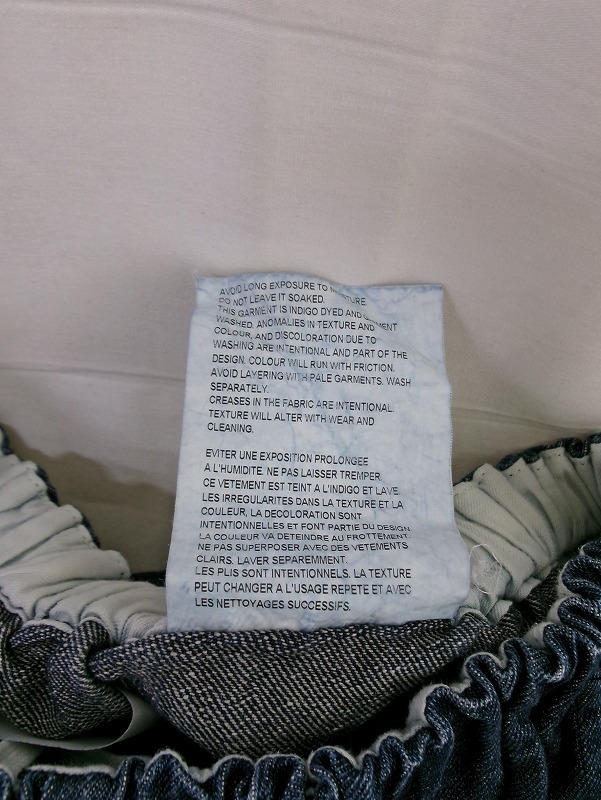 AVOID LONG EXPOSURE TO MOISTURE.
DO NOT LEAVE IT SOAKED.
THIS GARMENT IS INDIGO DYED AND GARMENT
WASHED, ANOMALIES IN TEXTURE AND
COLOUR, AND DISCOLORATION DUE TO
WASHING ARE INTENTIONAL AND PART OF THE
DESIGN. COLOUR WILL RUN WITH FRICTION.
AVOID LAYERING WITH PALE GARMENTS. WASH
SEPARATELY.
CREASES IN THE FABRIC ARE INTENTIONAL.
TEXTURE WILL ALTER WITH WEAR AND
CLEANING.
EVITER UNE EXPOSITION PROLONGEE
A L'HUMIDITE. NE PAS LAISSER TREMPER.
CE VETEMENT EST TEINT A L'INDIGO ET LAVE.
LES IRREGULARITES DANS LA TEXTURE ET LA
COULEUR, LA DECOLORATION SONT
INTENTIONNELLES ET FONT PARTIE DU DESIGN.
LA COULEUR VA DETEINDRE AU FROTTEMENT.
NE PAS SUPERPOSER AVEC DES VETEMENTS
CLAIRS. LAVER SEPAREMMENT.
LES PLIS SONT INTENTIONNELS. LA TEXTURE
PEUT CHANGER A L'USAGE REPETE ET AVEC
LES NETTOYAGES SUCCESSIFS.